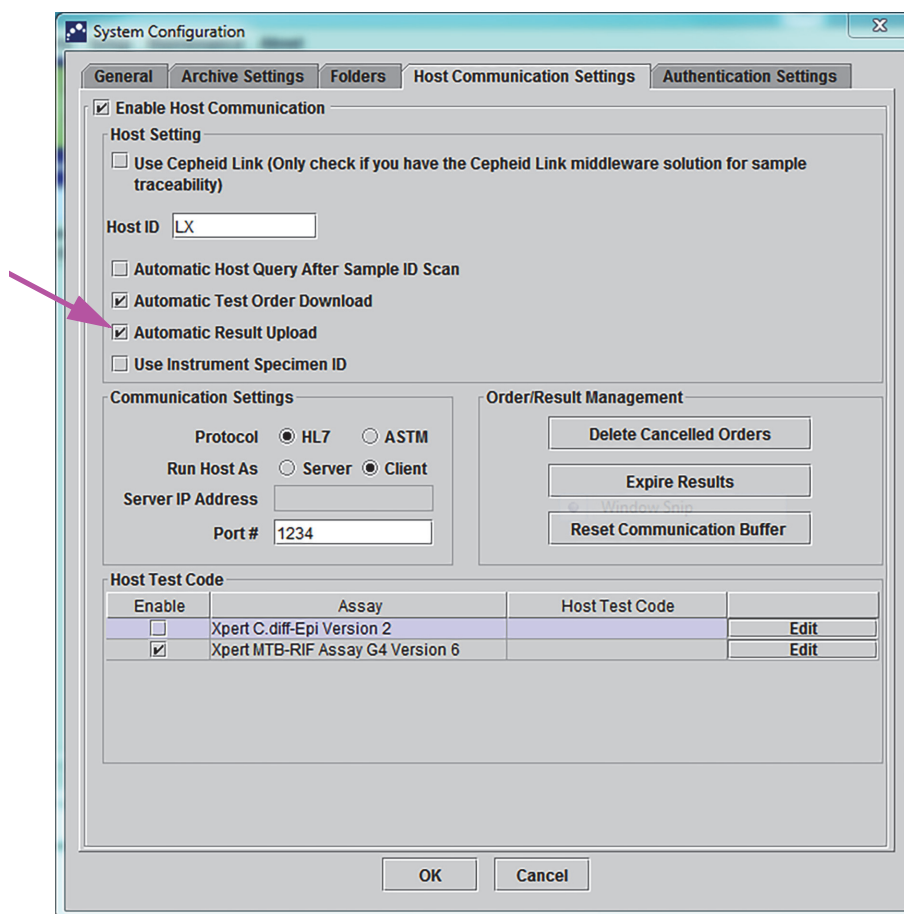 System Configuration
General Archive Settings Folders Host Communication Settings Authentication Settings
Enable Host Communication
Host Setting
Use Cepheid Link (Only check if you have the Cepheid Link middleware solution for sample
traceability)
Host ID LX
Automatic Host Query After Sample ID Scan
Automatic Test Order Download
Automatic Result Upload
Use Instrument Specimen ID
Communication Settings
Protocol HL7 ASTM
Run Host As Server Client
Server IP Address
Port # 1234
Order/Result Management
Delete Cancelled Orders
Expire Results
Window Snip
Reset Communication Buffer
Host Test Code
Enable Assay Host Test Code
Xpert C.diff-Epi Version 2 Edit
Xpert MTB-RIF Assay G4 Version 6 Edit
OK Cancel